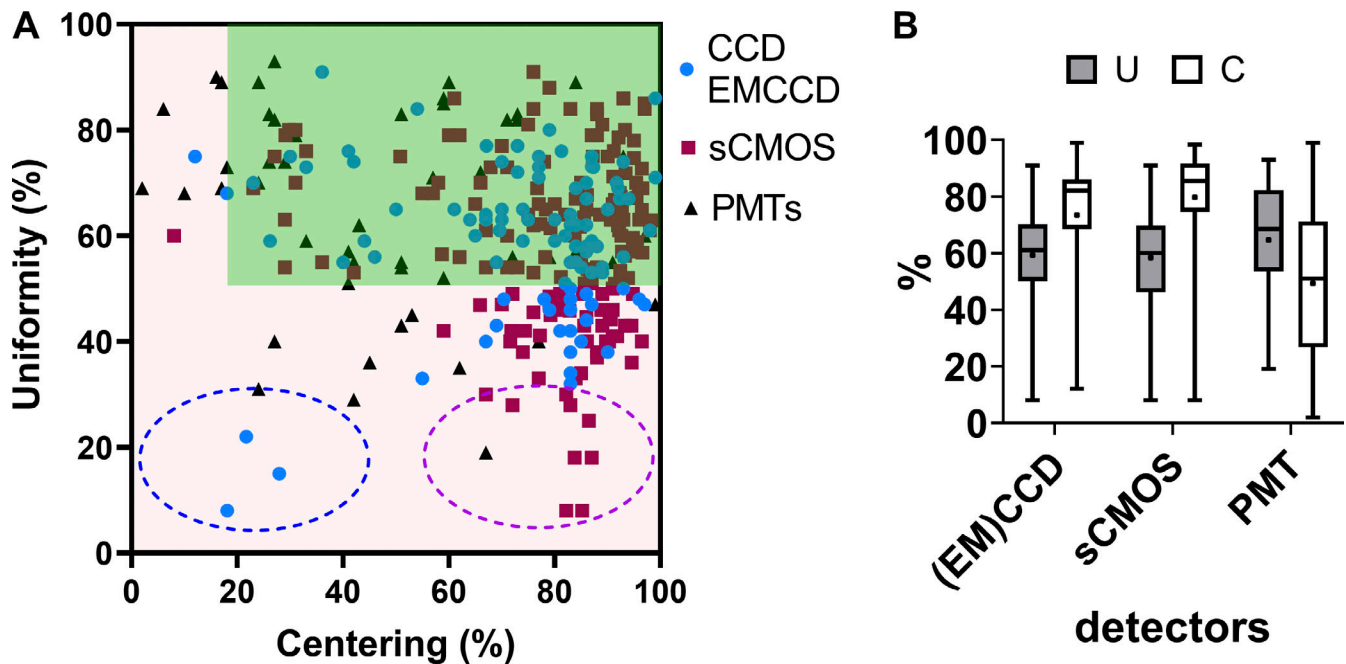 A
Uniformity (%)
100
80
60
40
20
0
0 20 40 60 80 100
Centering (%)
CCD
EMCCD
sCMOS
PMTs
B
U C
%
100
80
60
40
20
0
(EM)CCD
sCMOS
PMT
detectors